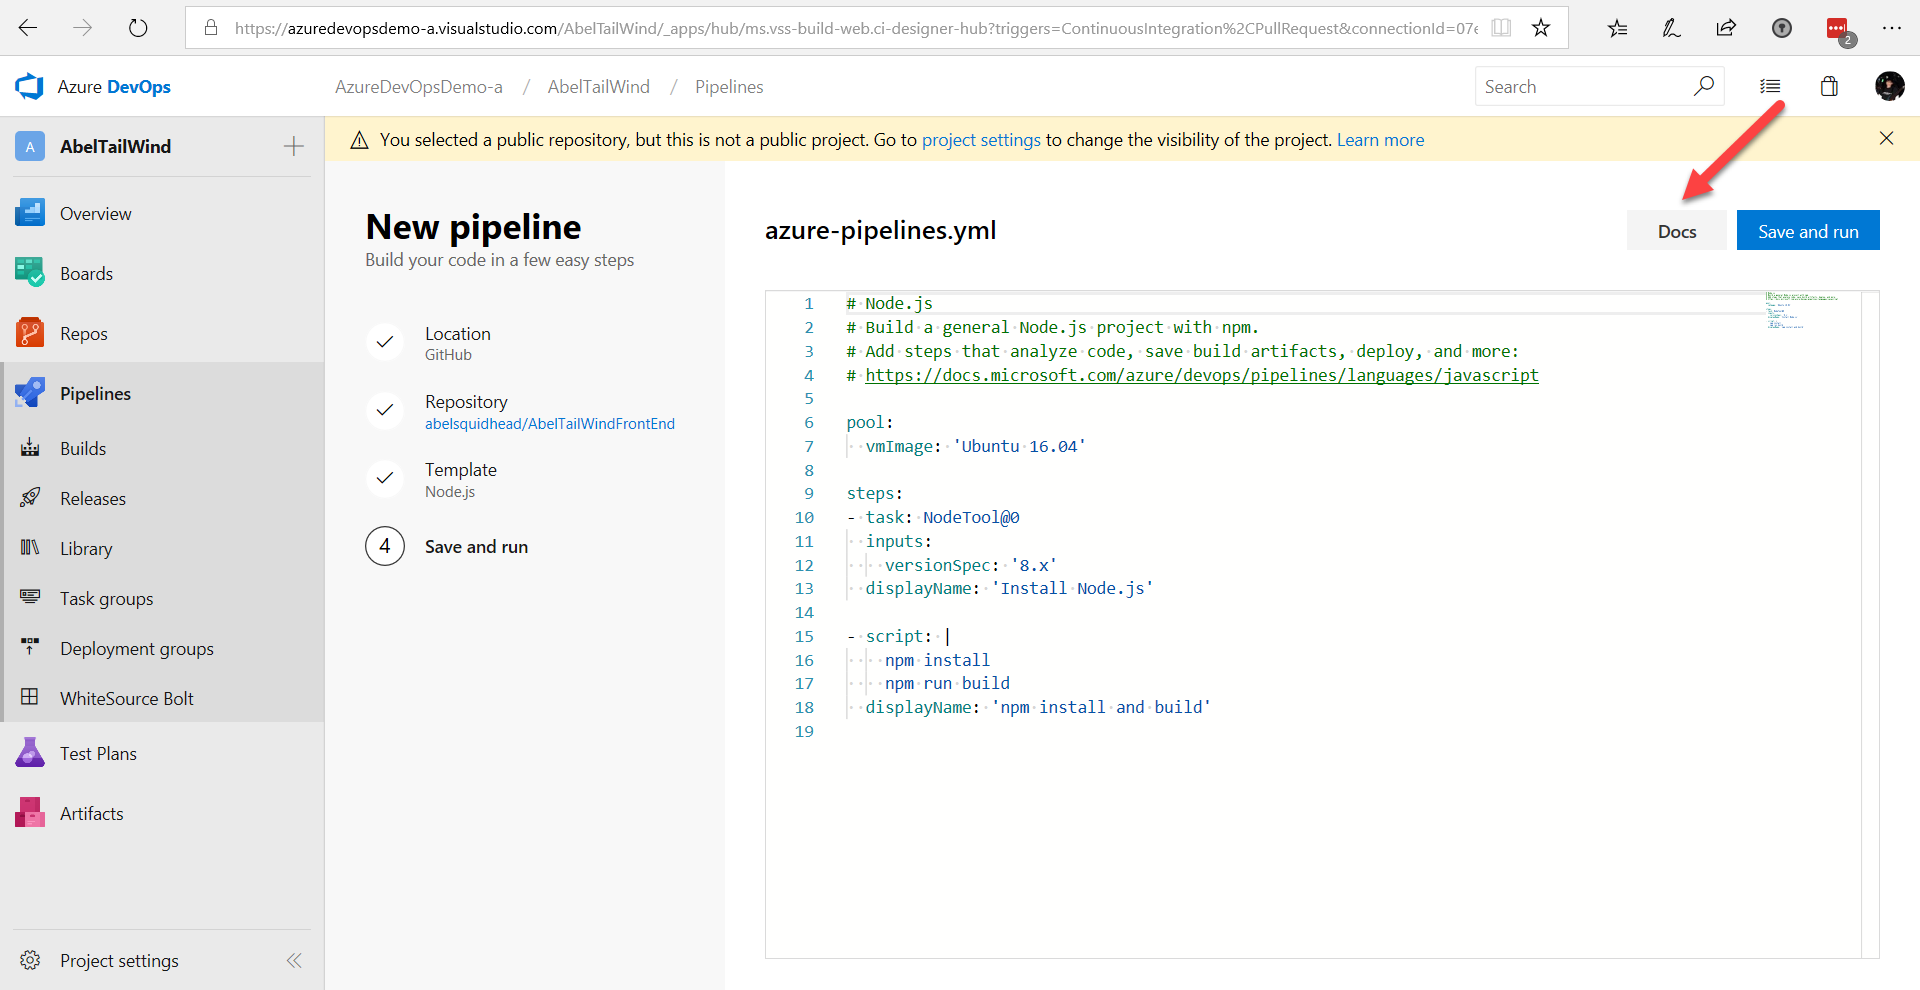 https://azuredevopsdemo-a.visualstudio.com/AbelTailWind/_apps/hub/ms.vss-build-web.ci-designer-hub?triggers=ContinuousIntegration%2CPullRequest&connectionId=07e
2
Azure DevOps
AzureDevOpsDemo-a / AbelTailWind / Pipelines
Search
A AbelTailWind
You selected a public repository, but this is not a public project. Go to project settings to change the visibility of the project. Learn more
Overview
Boards
Repos
Pipelines
Builds
Releases
Library
Task groups
Deployment groups
WhiteSource Bolt
Test Plans
Artifacts
Project settings
New pipeline
Build your code in a few easy steps
Location
GitHub
Repository
abelsquidhead/AbelTailWindFrontEnd
Template
Node.js
4 Save and run
azure-pipelines.yml
Docs
Save and run
1 # Node.js
2 # Build a general Node.js project with npm.
3 # Add steps that analyze code, save build artifacts, deploy, and more:
4 # https://docs.microsoft.com/azure/devops/pipelines/languages/javascript
5
6 pool:
7   vmImage: 'Ubuntu 16.04'
8
9 steps:
10 - task: NodeTool@0
11   inputs:
12     versionSpec: '8.x'
13   displayName: 'Install Node.js'
14
15 - script: |
16     npm install
17     npm run build
18   displayName: 'npm install and build'
19